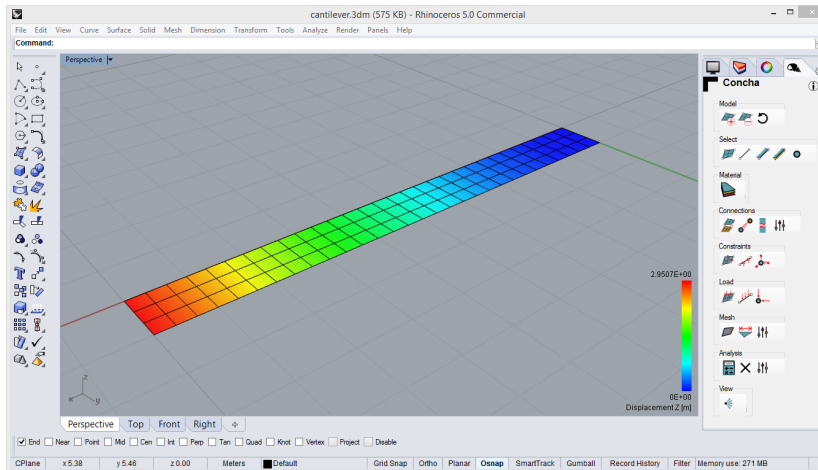 cantilever.3dm (575 KB) - Rhinoceros 5.0 Commercial
File Edit View Curve Surface Solid Mesh Dimension Transform Tools Analyze Render Panels Help
Command:
Perspective
Concha
Model
Select
Material
Connections
Constraints
Load
Mesh
Analysis
View
2.9507E+00
0E+00
Displacement Z [m]
z
x y
Perspective Top Front Right
End Near Point Mid Cen Int Perp Tan Quad Knot Vertex Project Disable
CPlane x 5.38 y 5.46 z 0.00 Meters Default Grid Snap Ortho Planar Osnap SmartTrack Gumball Record History Filter Memory use: 271 MB